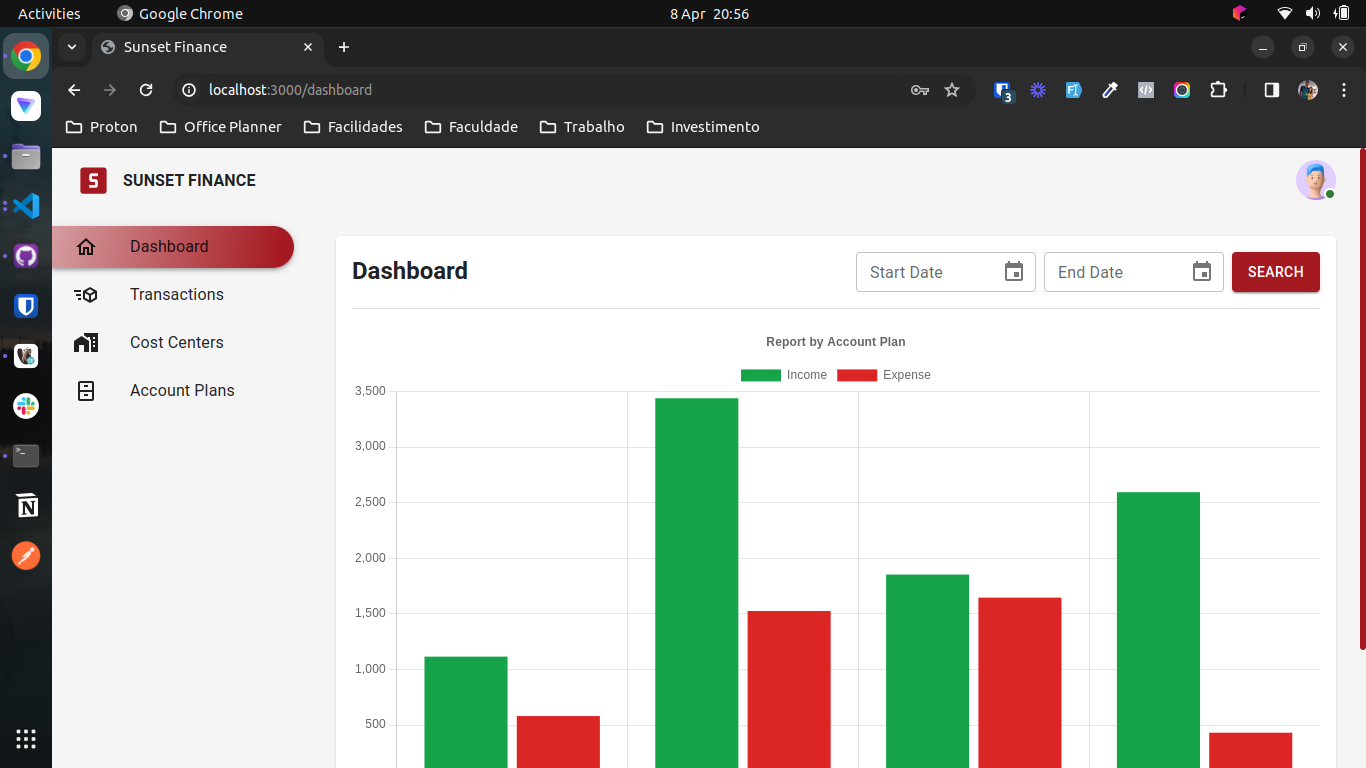 Activities Google Chrome 8 Apr 20:56
Sunset Finance
localhost:3000/dashboard
3
Proton Office Planner Facilidades Faculdade Trabalho Investimento
S SUNSET FINANCE
Dashboard
Transactions
Cost Centers
Account Plans
Dashboard Start Date End Date SEARCH
Report by Account Plan
Income Expense
3,500
3,000
2,500
2,000
1,500
1,000
500